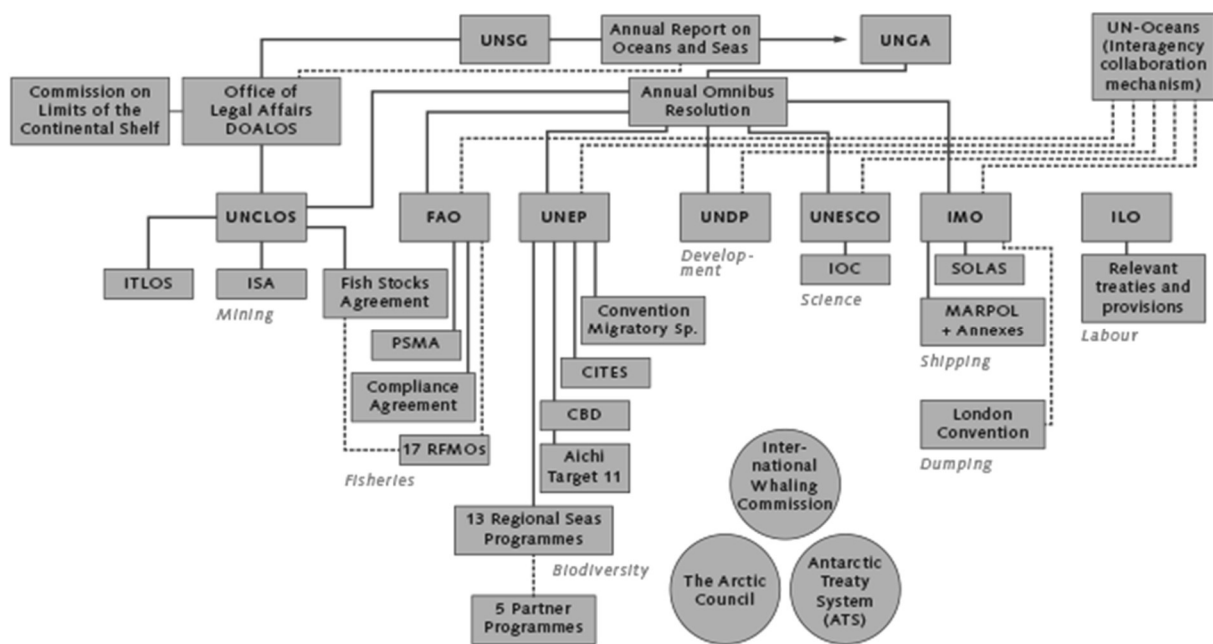 UNSG
Annual Report on
Oceans and Seas
UNGA
UN-Oceans
(Interagency
collaboration
mechanism)
Commission on
Limits of the
Continental Shelf
Office of
Legal Affairs
DOALOS
Annual Omnibus
Resolution
UNCLOS
FAO
UNEP
UNDP
UNESCO
IMO
ILO
Develop-
ment
ITLOS
ISA
Mining
Fish Stocks
Agreement
IOC
Science
SOLAS
Relevant
treaties and
provisions
Labour
PSMA
Convention
Migratory Sp.
MARPOL
+ Annexes
Shipping
Compliance
Agreement
CITES
CBD
London
Convention
Dumping
17 RFMOs
Fisheries
Aichi
Target 11
Inter-
national
Whaling
Commission
13 Regional Seas
Programmes
Biodiversity
The Arctic
Council
Antarctic
Treaty
System
(ATS)
5 Partner
Programmes